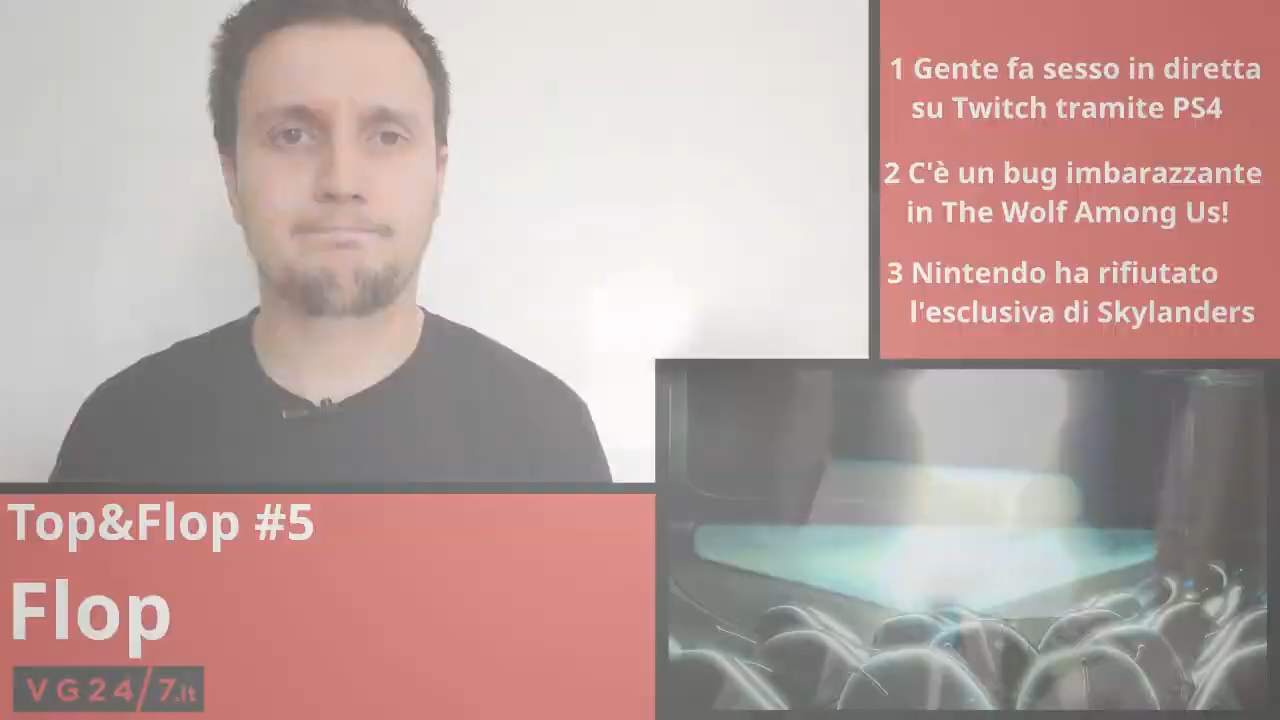 1 Gente fa sesso in diretta
su Twitch tramite PS4
2 C'è un bug imbarazzante
in The Wolf Among Us!
3 Nintendo ha rifiutato
l'esclusiva di Skylanders
Top&Flop #5
Flop
VG24/7.it